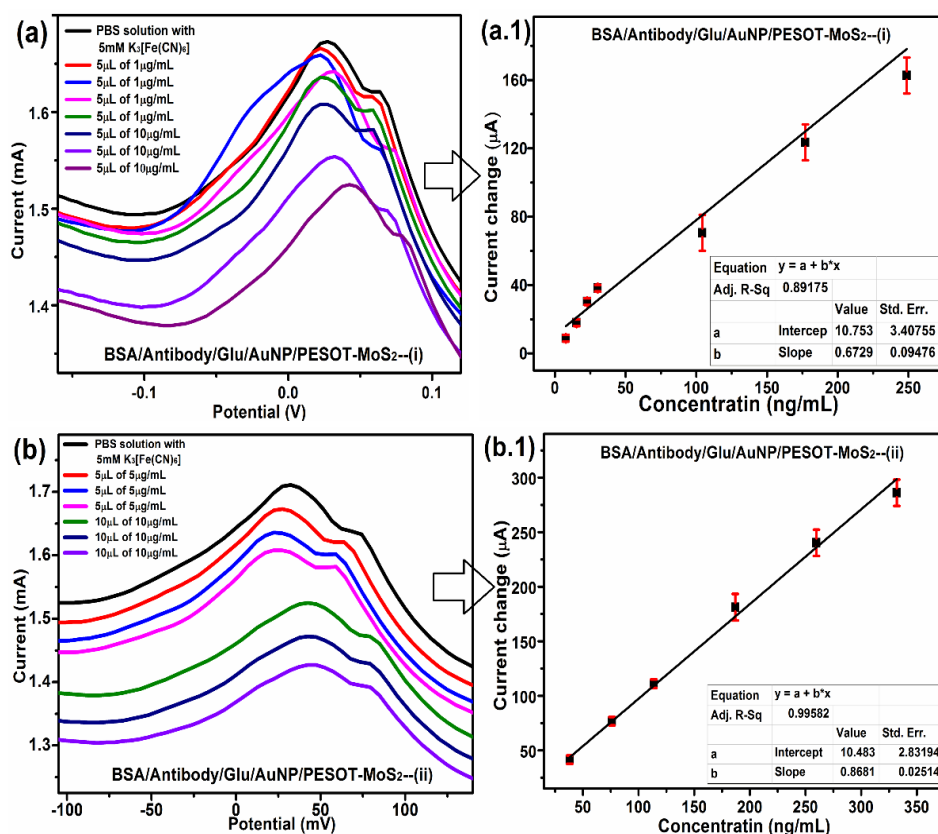 (a)
PBS solution with
5mM K₃[Fe(CN)₆]
5μL of 1μg/mL
5μL of 1μg/mL
5μL of 1μg/mL
5μL of 1μg/mL
5μL of 10μg/mL
5μL of 10μg/mL
5μL of 10μg/mL
Current (mA)
1.6
1.5
1.4
BSA/Antibody/Glu/AuNP/PESOT-MoS₂--(i)
-0.1
0.0
0.1
Potential (V)
(a.1)
BSA/Antibody/Glu/AuNP/PESOT-MoS₂--(i)
Current change (μA)
160
120
80
40
0
Equation y = a + b*x
Adj. R-Sq 0.89175
Value Std. Err.
a Intercep 10.753 3.40755
b Slope 0.6729 0.09476
0 50 100 150 200 250
Concentratin (ng/mL)
(b)
PBS solution with
5mM K₃[Fe(CN)₆]
5μL of 5μg/mL
5μL of 5μg/mL
5μL of 5μg/mL
10μL of 10μg/mL
10μL of 10μg/mL
10μL of 10μg/mL
Current (mA)
1.7
1.6
1.5
1.4
1.3
BSA/Antibody/Glu/AuNP/PESOT-MoS₂--(ii)
-100 -50 0 50 100
Potential (mV)
(b.1)
BSA/Antibody/Glu/AuNP/PESOT-MoS₂--(ii)
Current change (μA)
300
250
200
150
100
50
Equation y = a + b*x
Adj. R-Sq 0.99582
Value Std. Err.
a Intercept 10.483 2.83194
b Slope 0.8681 0.02514
50 100 150 200 250 300 350
Concentratin (ng/mL)